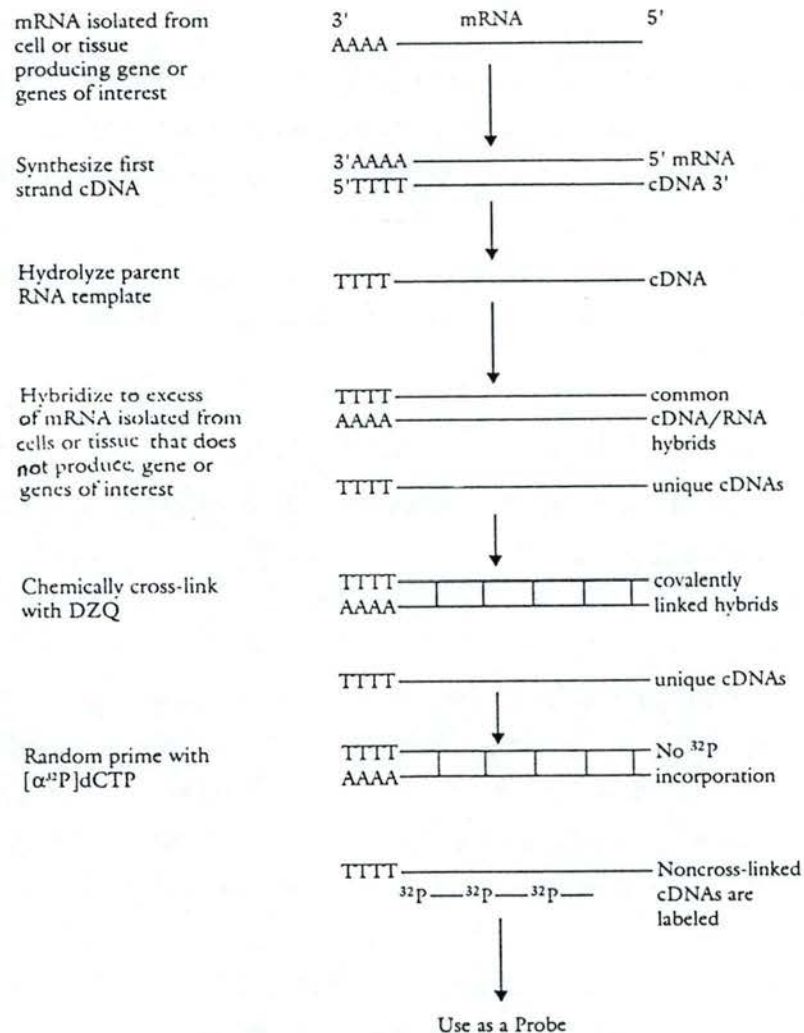 mRNA isolated from
cell or tissue
producing gene or
genes of interest
3' mRNA 5'
AAAA
Synthesize first
strand cDNA
3'AAAA 5' mRNA
5'TTTT cDNA 3'
Hydrolyze parent
RNA template
TTTT cDNA
Hybridize to excess
of mRNA isolated from
cells or tissue that does
not produce, gene or
genes of interest
TTTT common
AAAA cDNA/RNA
hybrids
TTTT unique cDNAs
Chemically cross-link
with DZQ
TTTT covalently
AAAA linked hybrids
TTTT unique cDNAs
Random prime with
[α³²P]dCTP
TTTT No ³²P
AAAA incorporation
TTTT Noncross-linked
³²P ³²P ³²P cDNAs are
labeled
Use as a Probe